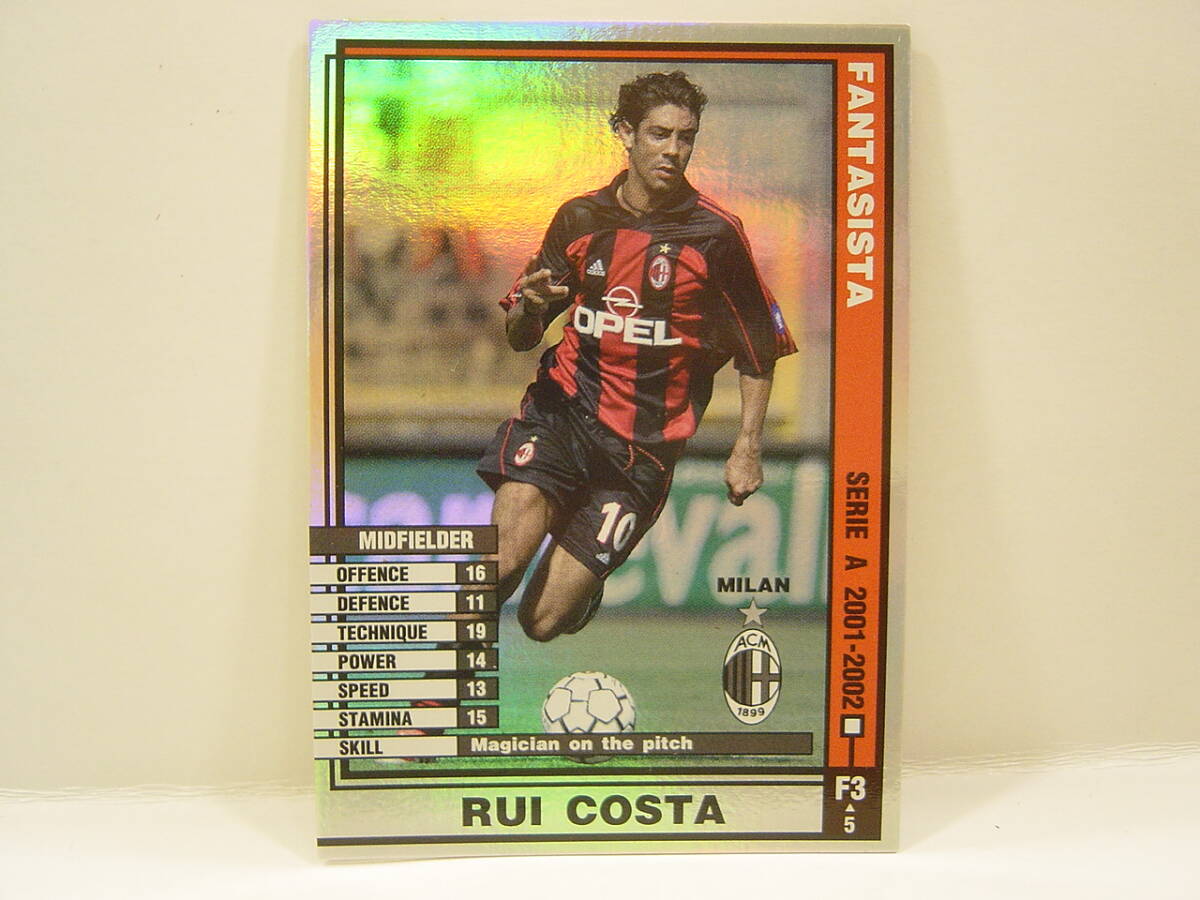 FANTASISTA
SERIE A 2001-2002
adidas
OPEL
10
MIDFIELDER
OFFENCE 16
DEFENCE 11
TECHNIQUE 19
POWER 14
SPEED 13
STAMINA 15
SKILL Magician on the pitch
MILAN
ACM
1899
RUI COSTA
F3
5